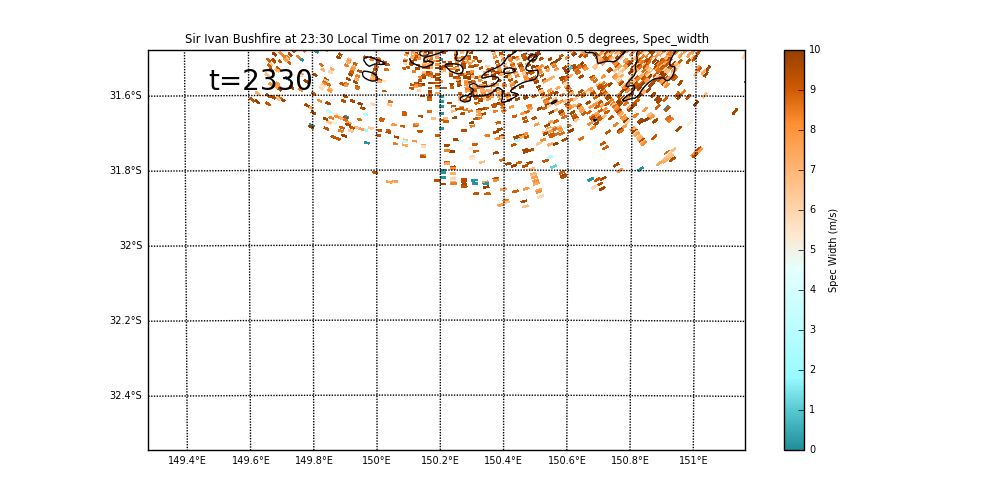 Sir Ivan Bushfire at 23:30 Local Time on 2017 02 12 at elevation 0.5 degrees, Spec_width
t=2330
31.6°S
31.8°S
32°S
32.2°S
32.4°S
149.4°E 149.6°E 149.8°E 150°E 150.2°E 150.4°E 150.6°E 150.8°E 151°E
10
9
8
7
6
5
4
3
2
1
0
Spec Width (m/s)